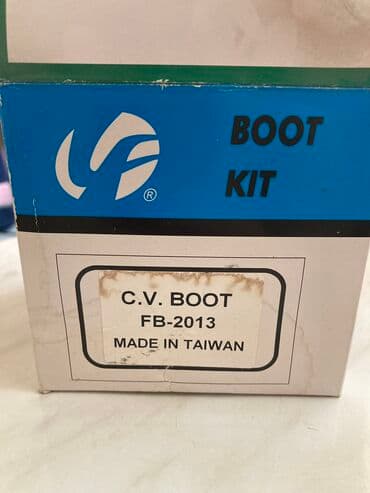 BOOT
KIT
®
C.V. BOOT
FB-2013
MADE IN TAIWAN